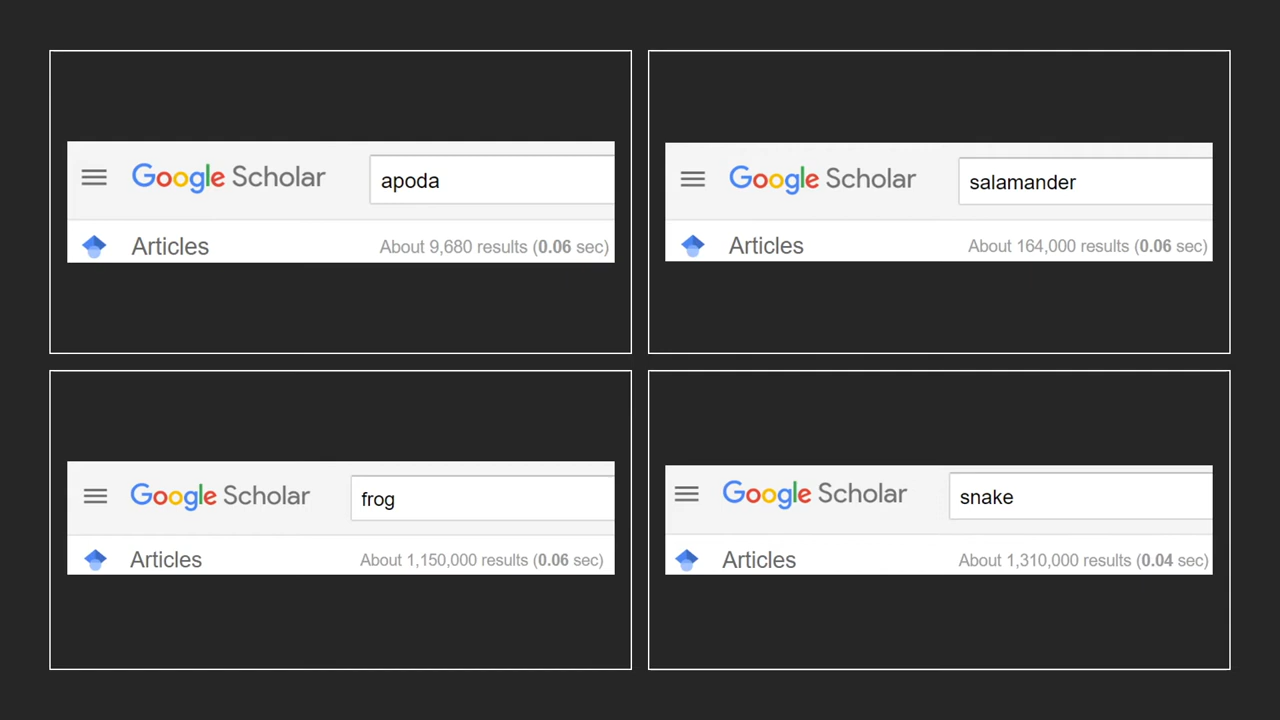 Google Scholar
apoda
Articles
About 9,680 results (0.06 sec)
Google Scholar
salamander
Articles
About 164,000 results (0.06 sec)
Google Scholar
frog
Articles
About 1,150,000 results (0.06 sec)
Google Scholar
snake
Articles
About 1,310,000 results (0.04 sec)